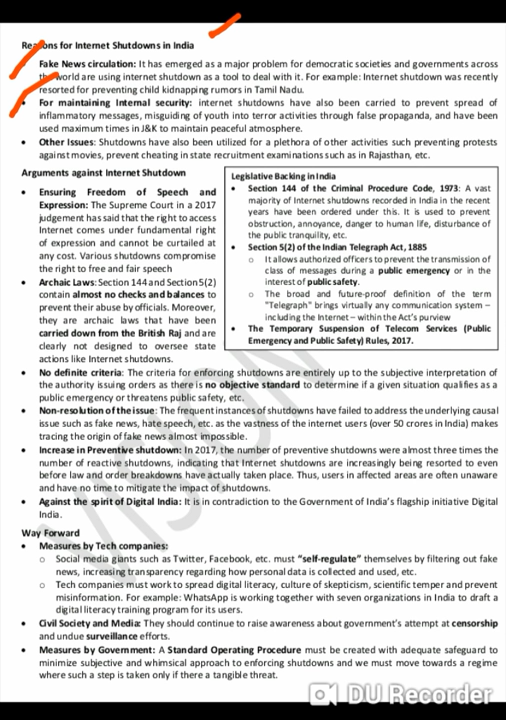 Reasons for Internet Shutdowns in India
Fake News circulation: It has emerged as a major problem for democratic societies and governments across
the world are using internet shutdown as a tool to deal with it. For example: Internet shutdown was recently
resorted for preventing child kidnapping rumors in Tamil Nadu.
• For maintaining Internal security: internet shutdowns have also been carried to prevent spread of
inflammatory messages, misguiding of youth into terror activities through false propaganda, and have been
used maximum times in J&K to maintain peaceful atmosphere.
• Other Issues: Shutdowns have also been utilized for a plethora of other activities such preventing protests
against movies, prevent cheating in state recruitment examinations such as in Rajasthan, etc.
Arguments against Internet Shutdown
• Ensuring Freedom of Speech and
Expression: The Supreme Court in a 2017
judgement has said that the right to access
Internet comes under fundamental right
of expression and cannot be curtailed at
any cost. Various shutdowns compromise
the right to free and fair speech
• Archaic Laws: Section 144 and Section 5(2)
contain almost no checks and balances to
prevent their abuse by officials. Moreover,
they are archaic laws that have been
carried down from the British Raj and are
clearly not designed to oversee state
actions like Internet shutdowns.
Legislative Backing in India
• Section 144 of the Criminal Procedure Code, 1973: A vast
majority of Internet shutdowns recorded in India in the recent
years have been ordered under this. It is used to prevent
obstruction, annoyance, danger to human life, disturbance of
the public tranquility, etc.
• Section 5(2) of the Indian Telegraph Act, 1885
o It allows authorized officers to prevent the transmission of
class of messages during a public emergency or in the
interest of public safety.
o The broad and future-proof definition of the term
"Telegraph" brings virtually any communication system –
including the Internet – within the Act's purview
• The Temporary Suspension of Telecom Services (Public
Emergency and Public Safety) Rules, 2017.
• No definite criteria: The criteria for enforcing shutdowns are entirely up to the subjective interpretation of
the authority issuing orders as there is no objective standard to determine if a given situation qualifies as a
public emergency or threatens public safety, etc.
• Non-resolution of the issue: The frequent instances of shutdowns have failed to address the underlying causal
issue such as fake news, hate speech, etc. as the vastness of the internet users (over 50 crores in India) makes
tracing the origin of fake news almost impossible.
• Increase in Preventive shutdown: In 2017, the number of preventive shutdowns were almost three times the
number of reactive shutdowns, indicating that Internet shutdowns are increasingly being resorted to even
before law and order breakdowns have actually taken place. Thus, users in affected areas are often unaware
and have no time to mitigate the impact of shutdowns.
• Against the spirit of Digital India: It is in contradiction to the Government of India's flagship initiative Digital
India.
Way Forward
• Measures by Tech companies:
o Social media giants such as Twitter, Facebook, etc. must "self-regulate" themselves by filtering out fake
news, increasing transparency regarding how personal data is collected and used, etc.
o Tech companies must work to spread digital literacy, culture of skepticism, scientific temper and prevent
misinformation. For example: WhatsApp is working together with seven organizations in India to draft a
digital literacy training program for its users.
• Civil Society and Media: They should continue to raise awareness about government's attempt at censorship
and undue surveillance efforts.
• Measures by Government: A Standard Operating Procedure must be created with adequate safeguard to
minimize subjective and whimsical approach to enforcing shutdowns and we must move towards a regime
where such a step is taken only if there a tangible threat.
VISION
DU Recorder